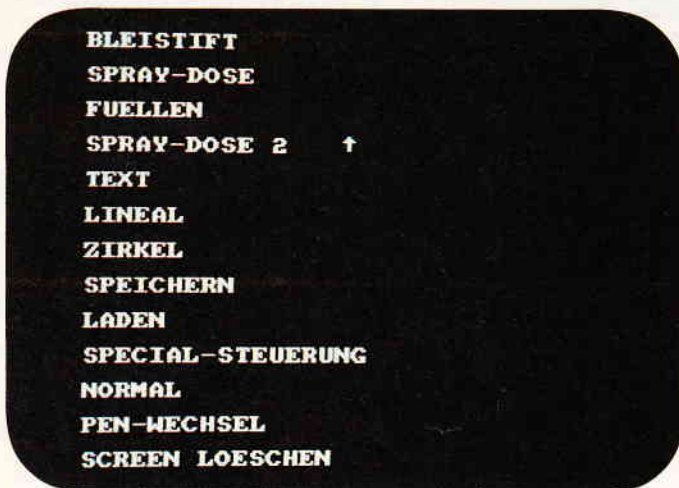 BLEISTIFT
SPRAY-DOSE
FUELLEN
SPRAY-DOSE 2 ↑
TEXT
LINEAL
ZIRKEL
SPEICHERN
LADEN
SPECIAL-STEUERUNG
NORMAL
PEN-WECHSEL
SCREEN LOESCHEN